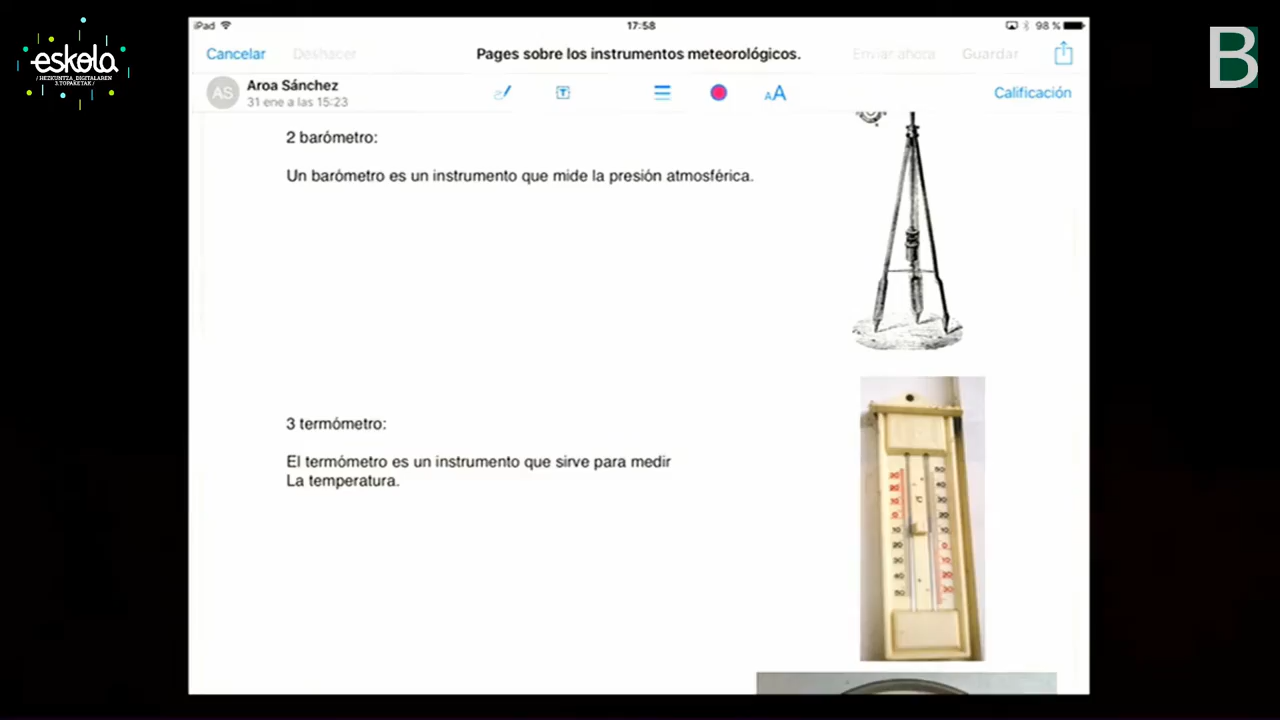 eskola
/ HEZKUNTZA_DIGITALAREN
3.TOPAKETAK /
B
iPad
17:58
98 %
Cancelar
Deshacer
Pages sobre los instrumentos meteorológicos.
Enviar ahora
Guardar
AS
Aroa Sánchez
31 ene a las 15:23
T
AA
Calificación
2 barómetro:
Un barómetro es un instrumento que mide la presión atmosférica.
3 termómetro:
El termómetro es un instrumento que sirve para medir
La temperatura.
°C